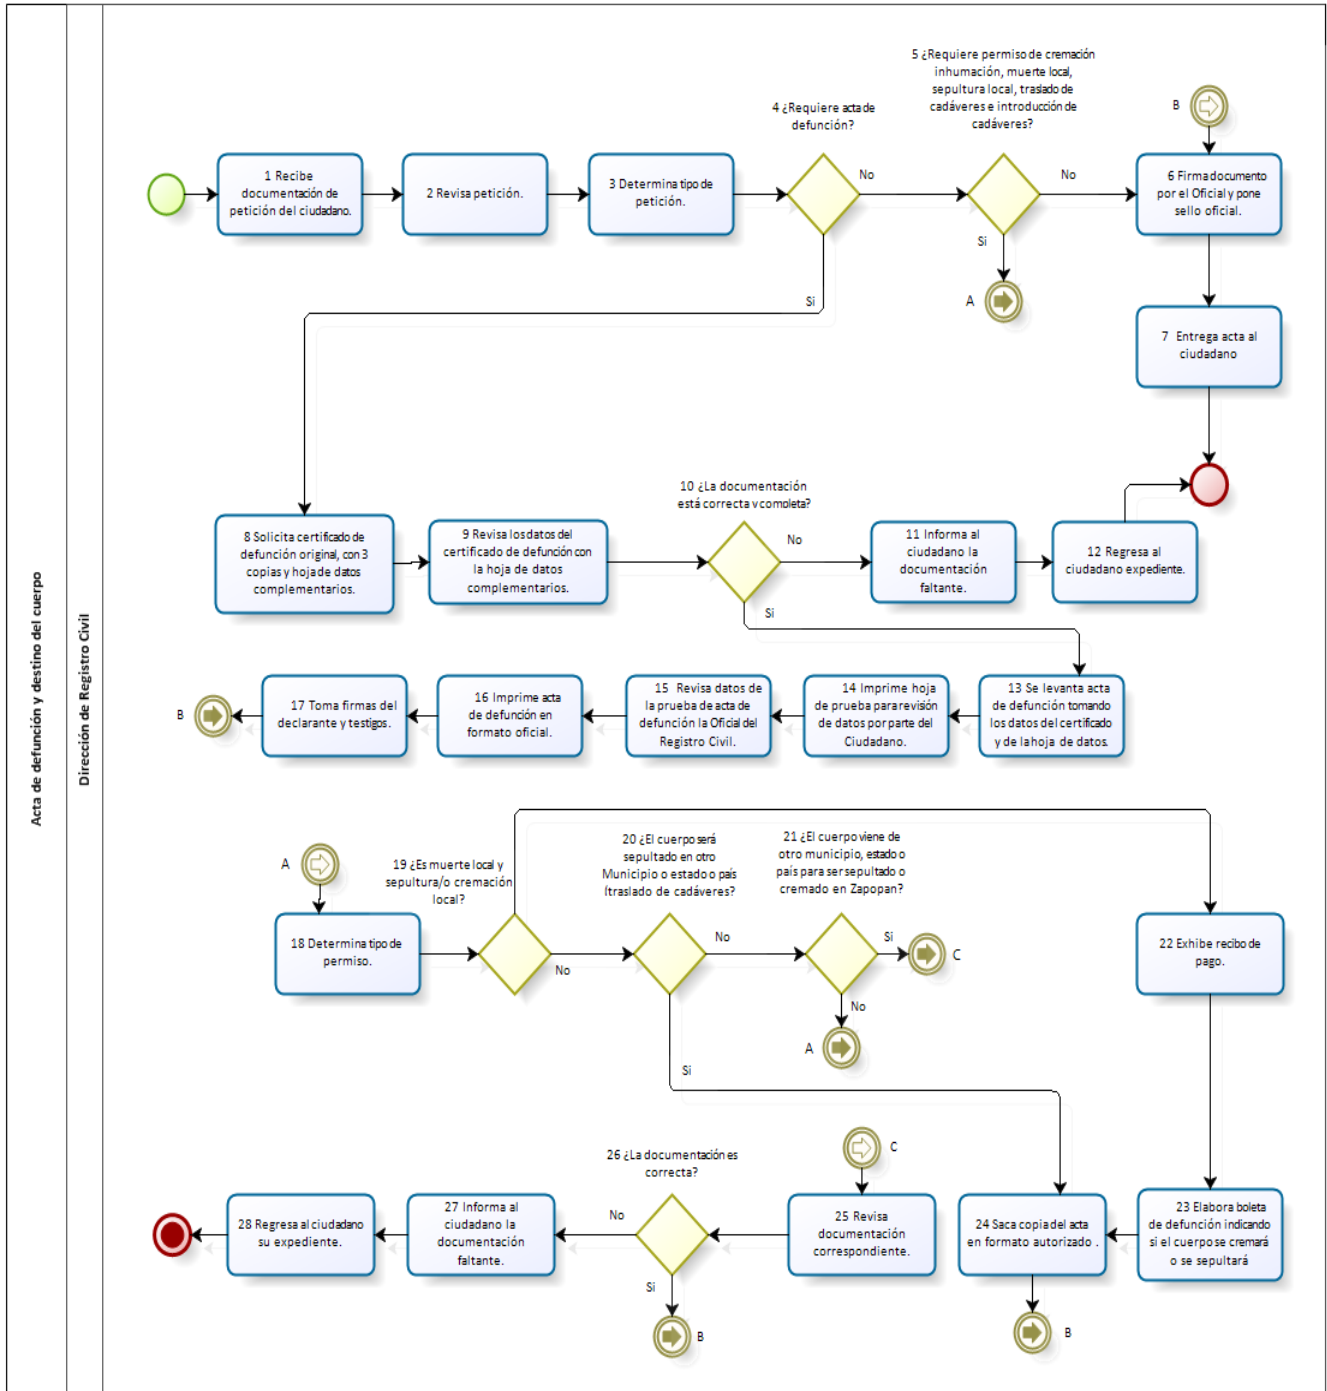 Acta de defunción y destino del cuerpo
Dirección de Registro Civil
5 ¿Requiere permiso de cremación
inhumación, muerte local,
sepultura local, traslado de
cadáveres e introducción de
cadáveres?
4 ¿Requiere acta de
defunción?
B
1 Recibe
documentación de
petición del ciudadano.
2 Revisa petición.
3 Determina tipo de
petición.
No
No
6 Firma documento
por el Oficial y pone
sello oficial.
Si
Si
A
7 Entrega acta al
ciudadano
10 ¿La documentación
está correcta y completa?
8 Solicita certificado de
defunción original, con 3
copias y hoja de datos
complementarios.
9 Revisa los datos del
certificado de defunción con
la hoja de datos
complementarios.
No
11 Informa al
ciudadano la
documentación
faltante.
12 Regresa al
ciudadano expediente.
Si
B
17 Toma firmas del
declarante y testigos.
16 Imprime acta
de defunción en
formato oficial.
15 Revisa datos de
la prueba de acta de
defunción la Oficial del
Registro Civil.
14 Imprime hoja
de prueba para revisión
de datos por parte del
Ciudadano.
13 Se levanta acta
de defunción tomando
los datos del certificado
y de la hoja de datos.
A
19 ¿Es muerte local y
sepultura/o cremación
local?
20 ¿El cuerpo será
sepultado en otro
Municipio o estado o país
(traslado de cadáveres?
21 ¿El cuerpo viene de
otro municipio, estado o
país para ser sepultado o
cremado en Zapopan?
18 Determina tipo de
permiso.
No
No
Si
C
22 Exhibe recibo de
pago.
No
A
Si
C
26 ¿La documentación es
correcta?
28 Regresa al ciudadano
su expediente.
27 Informa al
ciudadano la
documentación
faltante.
No
25 Revisa
documentación
correspondiente.
24 Saca copia del acta
en formato autorizado .
23 Elabora boleta
de defunción indicando
si el cuerpo se cremará
o se sepultará
Si
B
B